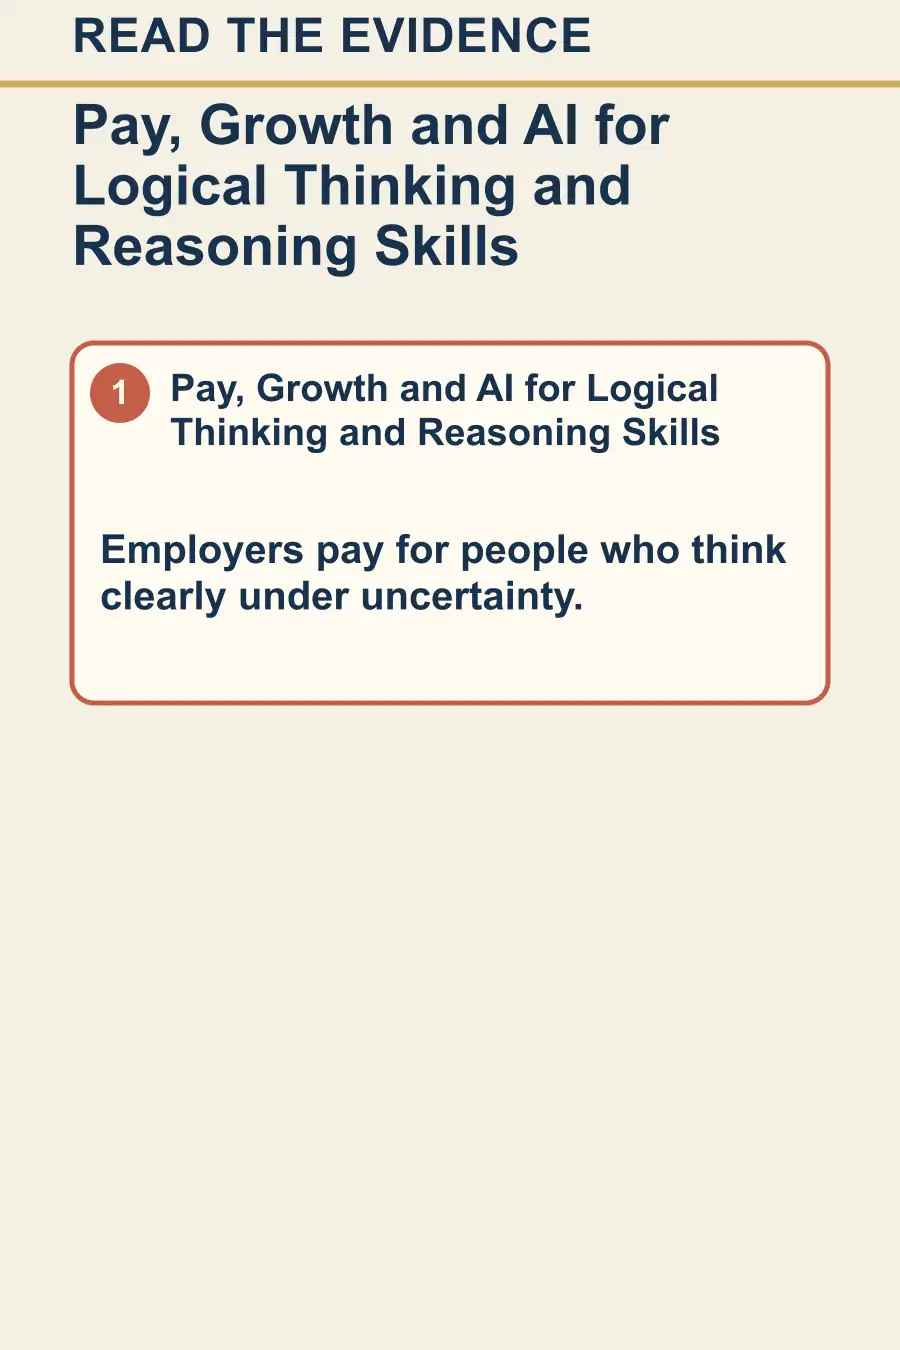 READ THE EVIDENCE
Pay, Growth and AI for
Logical Thinking and
Reasoning Skills
1
Pay, Growth and AI for Logical
Thinking and Reasoning Skills
Employers pay for people who think
clearly under uncertainty.